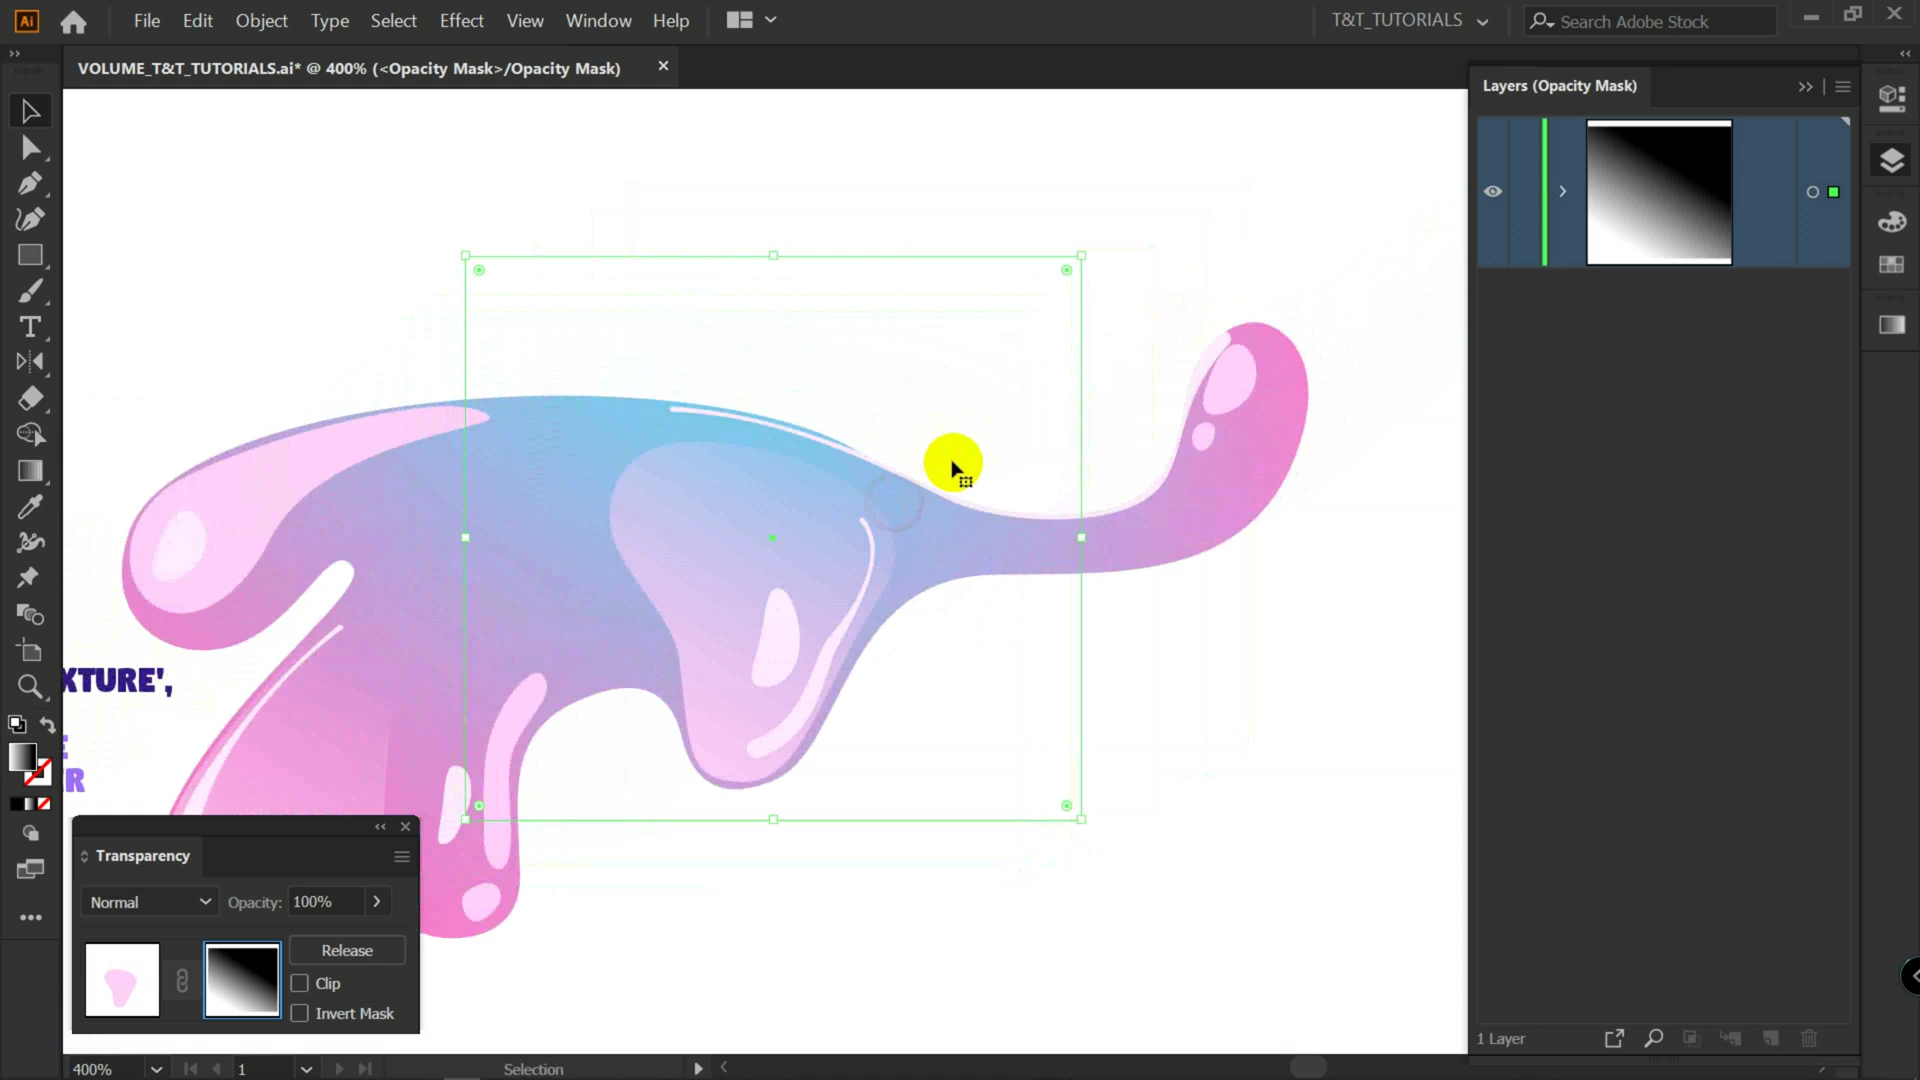 Ai
File Edit Object Type Select Effect View Window Help
T&T_TUTORIALS
Search Adobe Stock
VOLUME_T&T_TUTORIALS.ai* @ 400% (<Opacity Mask>/Opacity Mask)
Layers (Opacity Mask)
XTURE',
E
ER
Transparency
Normal
Opacity: 100%
Release
Clip
Invert Mask
1 Layer
400%
1
Selection